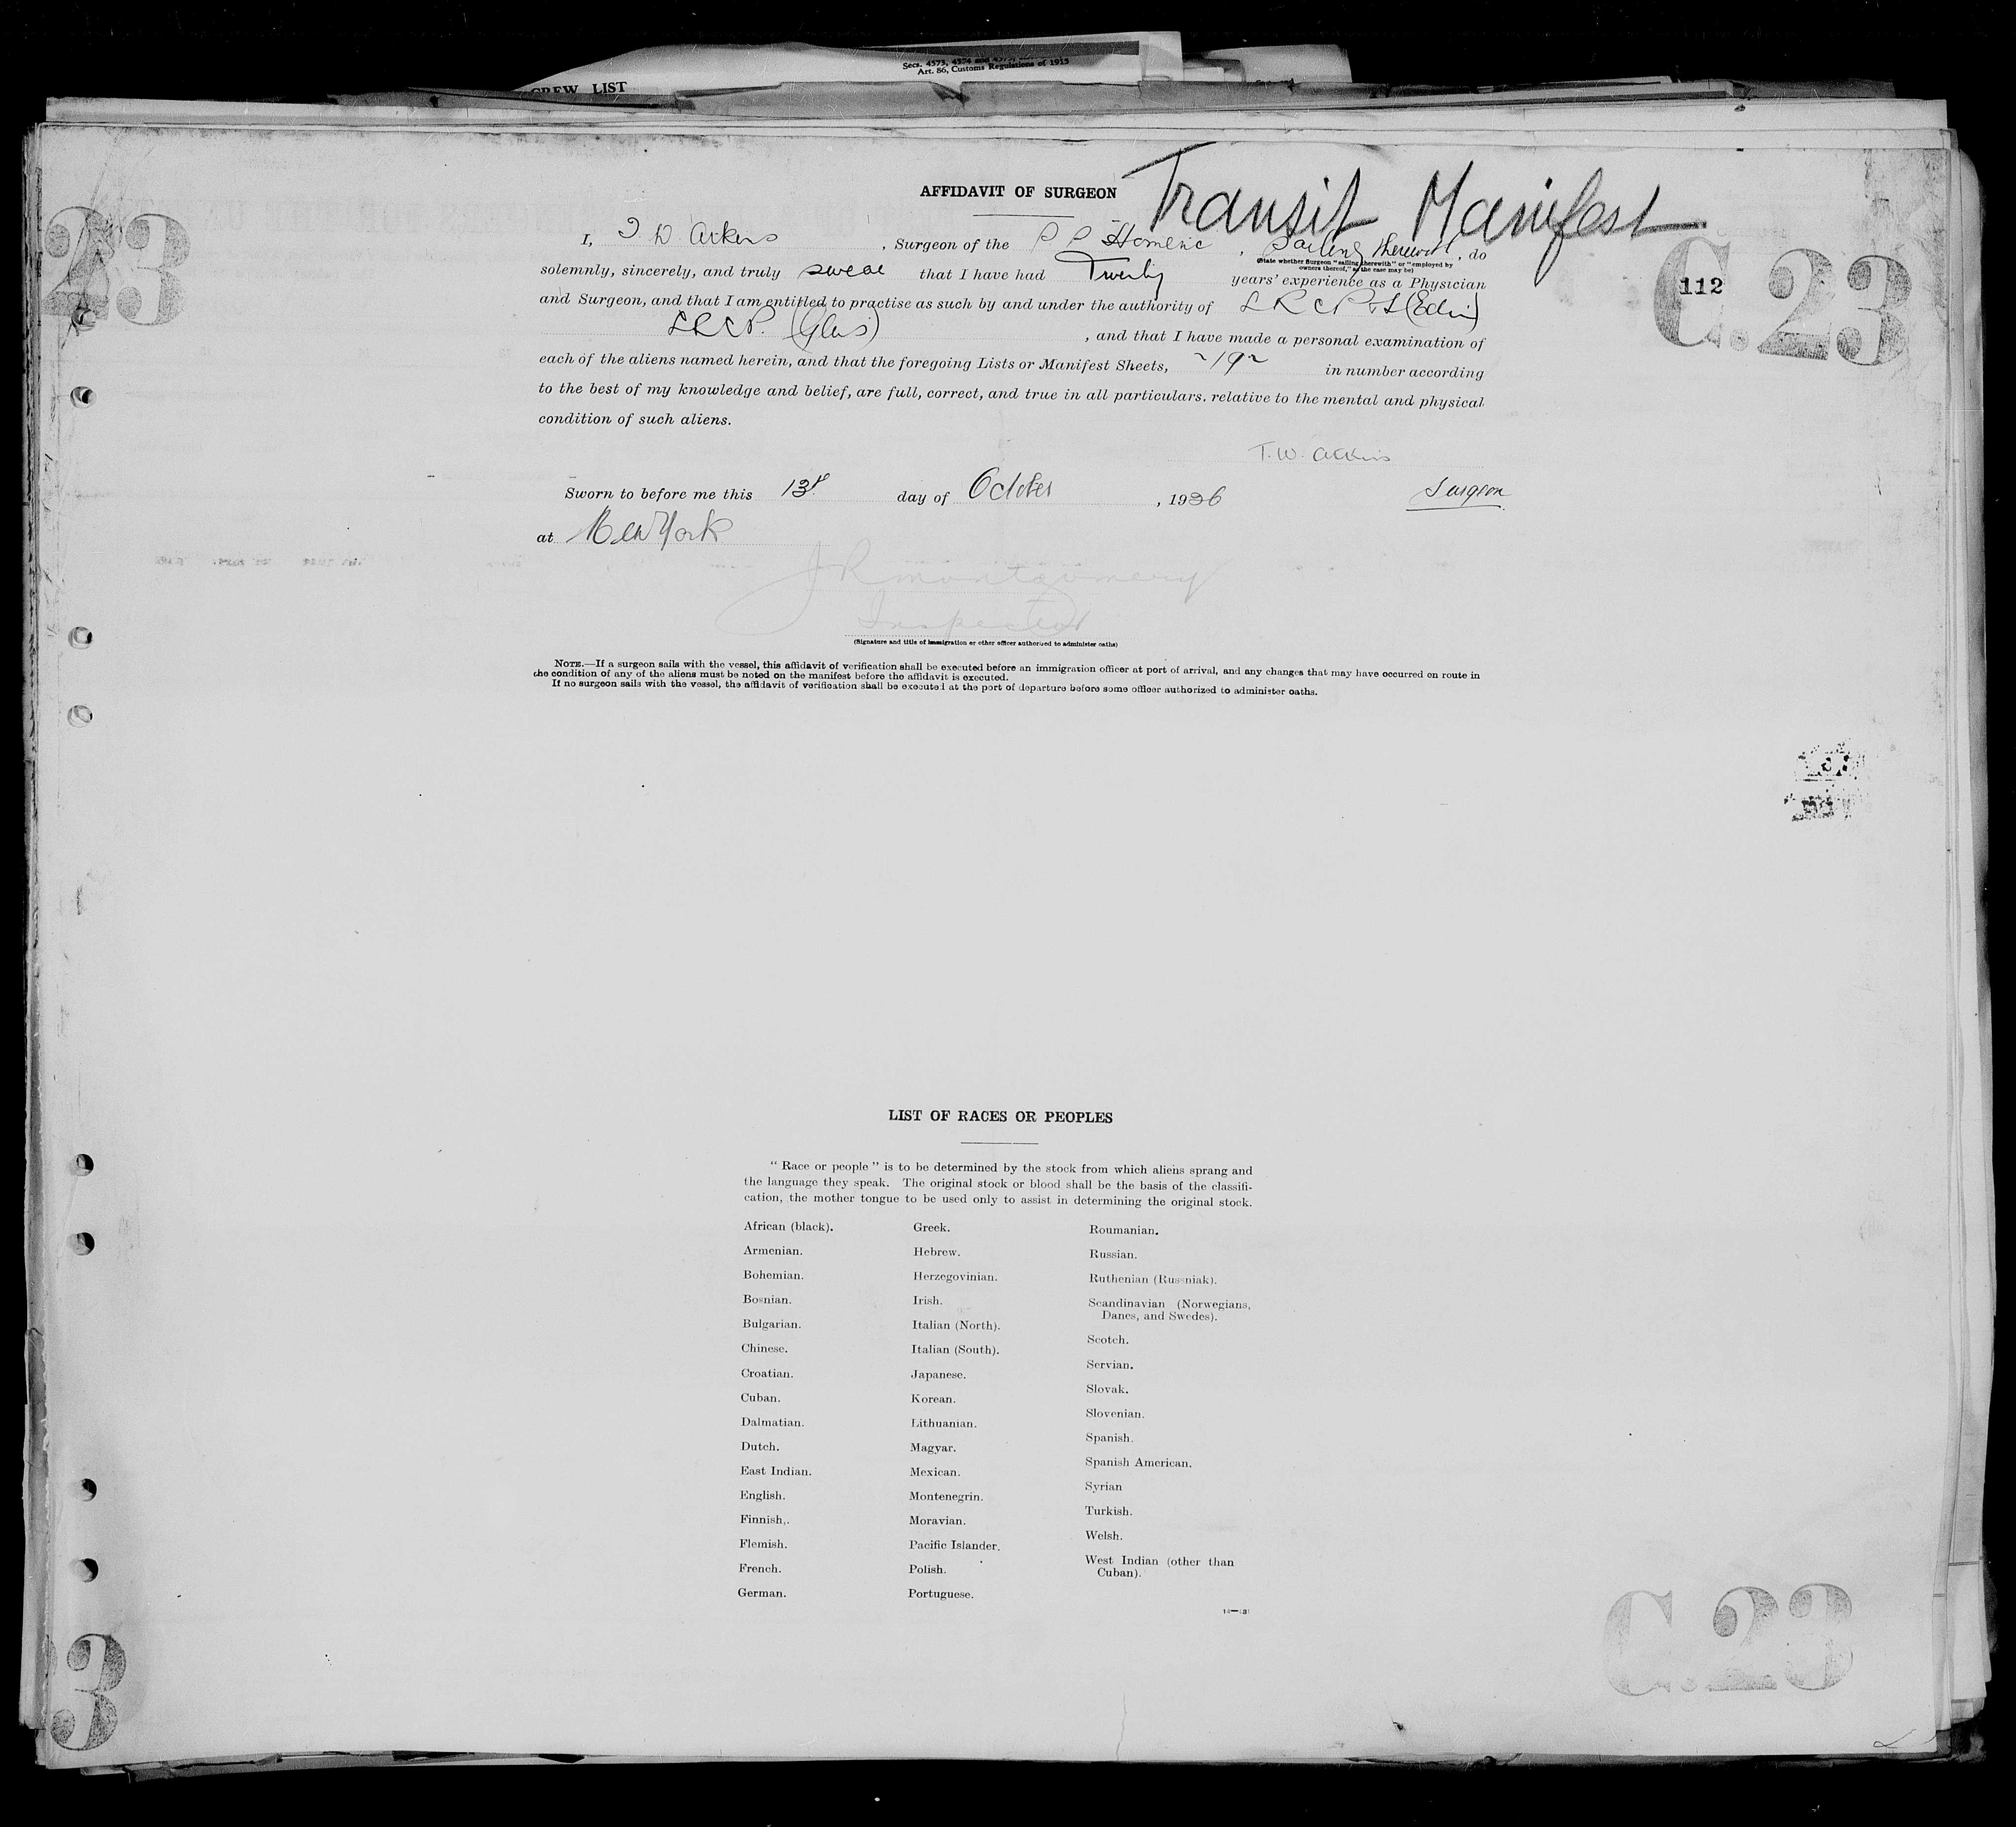 Secs. 4573, 4574 and 4575,
Art. 86, Customs Regulations of 1915
CREW LIST
AFFIDAVIT OF SURGEON
Transit Manifest
23
C.23
112
I, T. W. Atkins, Surgeon of the SS Homeric, Sailing therewith, do
(State whether Surgeon "sailing therewith" or "employed by
owners thereof," as the case may be)
solemnly, sincerely, and truly swear that I have had Twenty years' experience as a Physician
and Surgeon, and that I am entitled to practise as such by and under the authority of L R C P & S (Edin)
L R C P. (Glas), and that I have made a personal examination of
each of the aliens named herein, and that the foregoing Lists or Manifest Sheets, ~19~ in number according
to the best of my knowledge and belief, are full, correct, and true in all particulars, relative to the mental and physical
condition of such aliens.
T. W. Atkins
Surgeon
Sworn to before me this day of October, 1926
at New York
J R Montgomery
Inspector
(Signature and title of immigration or other officer authorized to administer oaths)
NOTE.—If a surgeon sails with the vessel, this affidavit of verification shall be executed before an immigration officer at port of arrival, and any changes that may have occurred on route in
the condition of any of the aliens must be noted on the manifest before the affidavit is executed.
If no surgeon sails with the vessel, the affidavit of verification shall be executed at the port of departure before some officer authorized to administer oaths.
LIST OF RACES OR PEOPLES
" Race or people " is to be determined by the stock from which aliens sprang and
the language they speak. The original stock or blood shall be the basis of the classifi-
cation, the mother tongue to be used only to assist in determining the original stock.
African (black).
Armenian.
Bohemian.
Bosnian.
Bulgarian.
Chinese.
Croatian.
Cuban.
Dalmatian.
Dutch.
East Indian.
English.
Finnish.
Flemish.
French.
German.
Greek.
Hebrew.
Herzegovinian.
Irish.
Italian (North).
Italian (South).
Japanese.
Korean.
Lithuanian.
Magyar.
Mexican.
Montenegrin.
Moravian.
Pacific Islander.
Polish.
Portuguese.
Roumanian.
Russian.
Ruthenian (Russniak).
Scandinavian (Norwegians,
Danes, and Swedes).
Scotch.
Servian.
Slovak.
Slovenian.
Spanish.
Spanish American.
Syrian
Turkish.
Welsh.
West Indian (other than
Cuban).
3
C.23